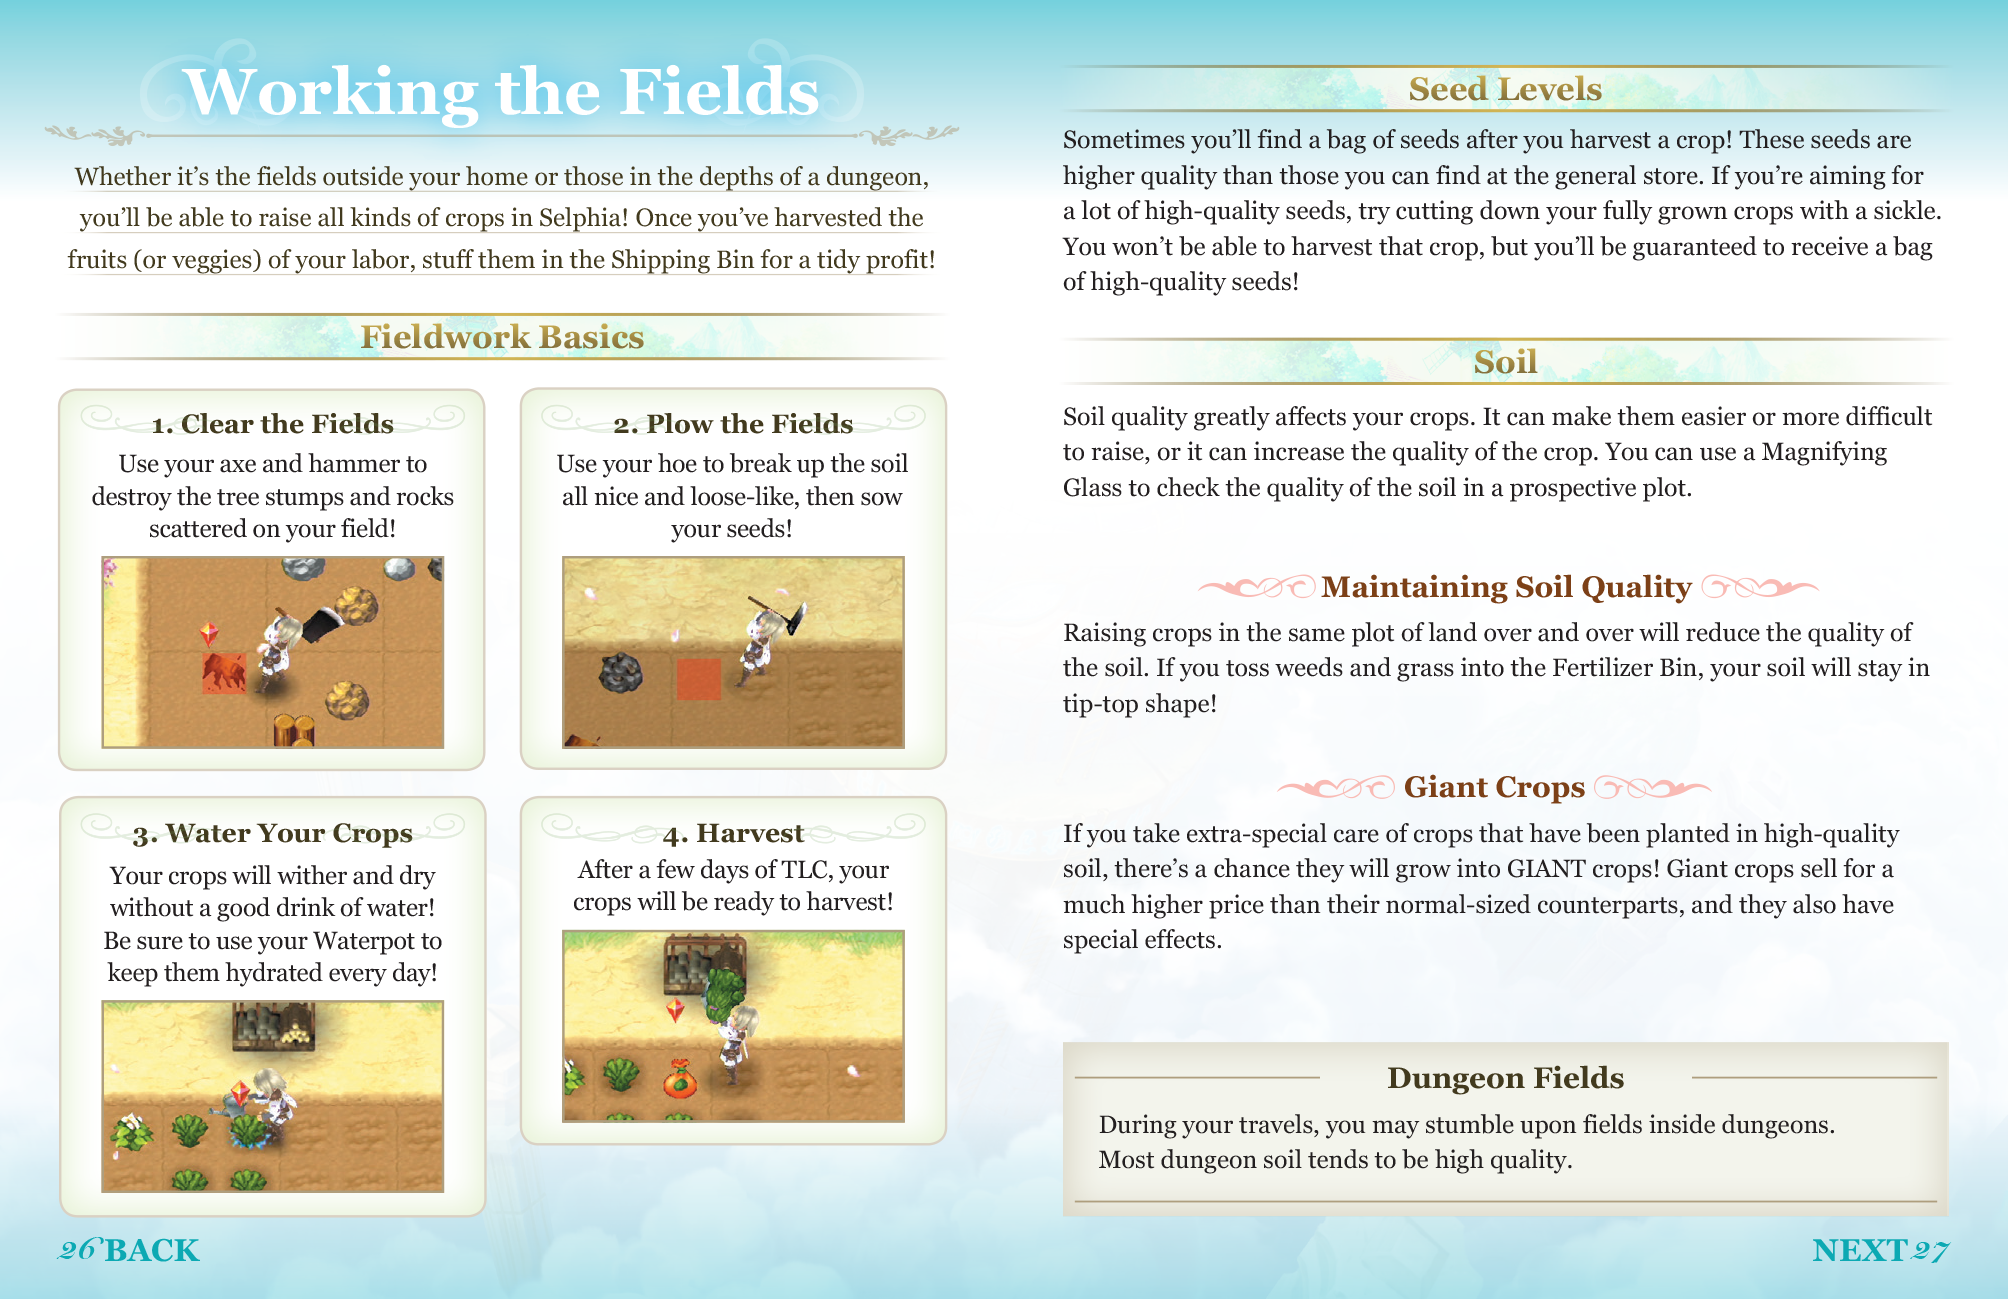 Working the Fields
Whether it's the fields outside your home or those in the depths of a dungeon,
you'll be able to raise all kinds of crops in Selphia! Once you've harvested the
fruits (or veggies) of your labor, stuff them in the Shipping Bin for a tidy profit!
Fieldwork Basics
1. Clear the Fields
Use your axe and hammer to
destroy the tree stumps and rocks
scattered on your field!
2. Plow the Fields
Use your hoe to break up the soil
all nice and loose-like, then sow
your seeds!
3. Water Your Crops
Your crops will wither and dry
without a good drink of water!
Be sure to use your Waterpot to
keep them hydrated every day!
4. Harvest
After a few days of TLC, your
crops will be ready to harvest!
26 BACK
Seed Levels
Sometimes you'll find a bag of seeds after you harvest a crop! These seeds are
higher quality than those you can find at the general store. If you're aiming for
a lot of high-quality seeds, try cutting down your fully grown crops with a sickle.
You won't be able to harvest that crop, but you'll be guaranteed to receive a bag
of high-quality seeds!
Soil
Soil quality greatly affects your crops. It can make them easier or more difficult
to raise, or it can increase the quality of the crop. You can use a Magnifying
Glass to check the quality of the soil in a prospective plot.
Maintaining Soil Quality
Raising crops in the same plot of land over and over will reduce the quality of
the soil. If you toss weeds and grass into the Fertilizer Bin, your soil will stay in
tip-top shape!
Giant Crops
If you take extra-special care of crops that have been planted in high-quality
soil, there's a chance they will grow into GIANT crops! Giant crops sell for a
much higher price than their normal-sized counterparts, and they also have
special effects.
Dungeon Fields
During your travels, you may stumble upon fields inside dungeons.
Most dungeon soil tends to be high quality.
NEXT 27